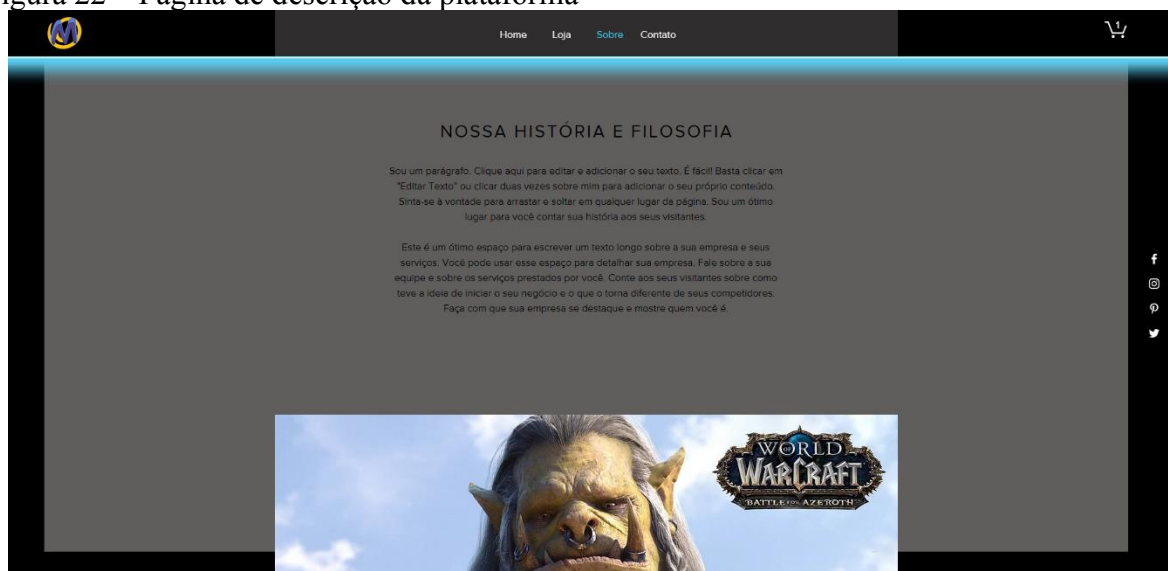 igura 22 – Página de descrição da plataforma
M
Home Loja Sobre Contato
1
NOSSA HISTÓRIA E FILOSOFIA
Sou um parágrafo. Clique aqui para editar e adicionar o seu texto. É fácil! Basta clicar em
"Editar Texto" ou clicar duas vezes sobre mim para adicionar o seu próprio conteúdo.
Sinta-se à vontade para arrastar e soltar em qualquer lugar da página. Sou um ótimo
lugar para você contar sua história aos seus visitantes.
Este é um ótimo espaço para escrever um texto longo sobre a sua empresa e seus
serviços. Você pode usar esse espaço para detalhar sua empresa. Fale sobre a sua
equipe e sobre os serviços prestados por você. Conte aos seus visitantes sobre como
teve a ideia de iniciar o seu negócio e o que o torna diferente de seus competidores.
Faça com que sua empresa se destaque e mostre quem você é.
WORLD
OF
WARCRAFT
BATTLE FOR AZEROTH